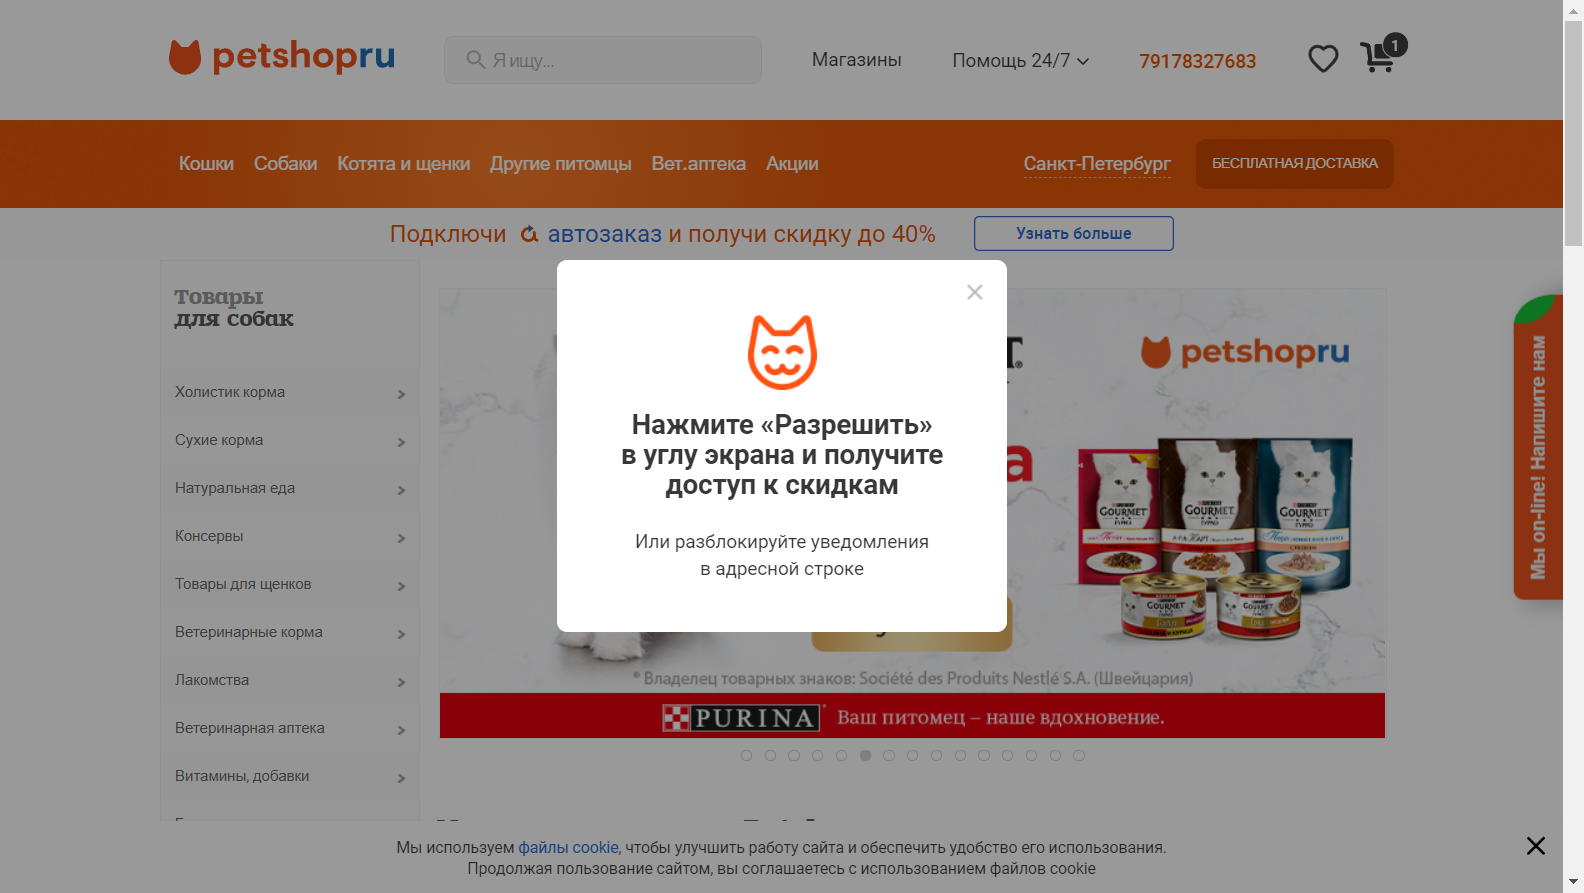 petshopru
Я ищу...
Магазины
Помощь 24/7
79178327683
1
Кошки
Собаки
Котята и щенки
Другие питомцы
Вет.аптека
Акции
Санкт-Петербург
БЕСПЛАТНАЯ ДОСТАВКА
Подключи автозаказ и получи скидку до 40%
Узнать больше
Товары
для собак
Холистик корма
Сухие корма
Натуральная еда
Консервы
Товары для щенков
Ветеринарные корма
Лакомства
Ветеринарная аптека
Витамины, добавки
Нажмите «Разрешить»
в углу экрана и получите
доступ к скидкам
Или разблокируйте уведомления
в адресной строке
petshopru
GOURMET
GOURMET
GOURMET
GOURMET
GOURMET
® Владелец товарных знаков: Société des Produits Nestlé S.A. (Швейцария)
PURINA
Ваш питомец – наше вдохновение.
Мы on-line! Напишите нам
Мы используем файлы cookie, чтобы улучшить работу сайта и обеспечить удобство его использования.
Продолжая пользование сайтом, вы соглашаетесь с использованием файлов cookie